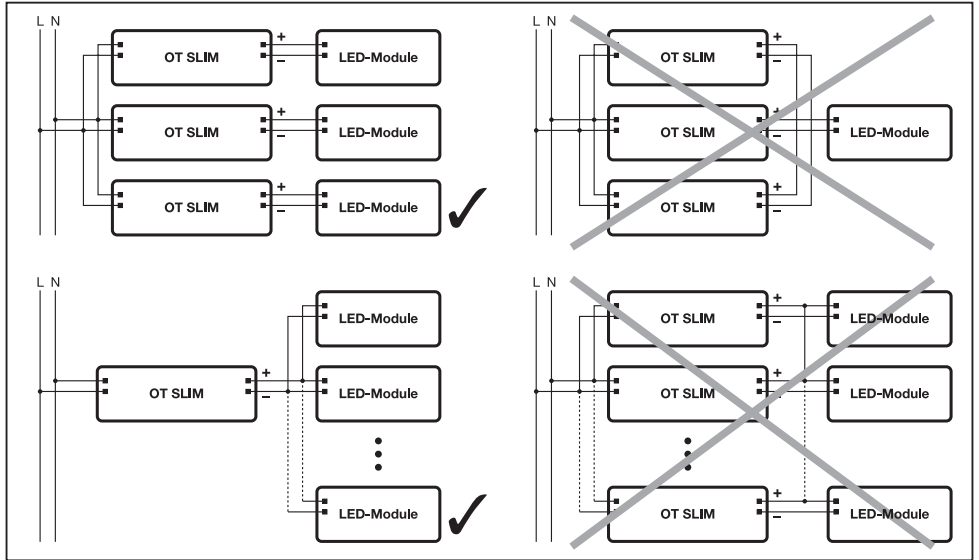 L N
OT SLIM + − LED-Module
OT SLIM + − LED-Module
OT SLIM + − LED-Module
L N
OT SLIM + −
OT SLIM + − LED-Module
OT SLIM + −
L N
LED-Module
OT SLIM + − LED-Module
LED-Module
L N
OT SLIM + − LED-Module
OT SLIM + − LED-Module
OT SLIM + − LED-Module